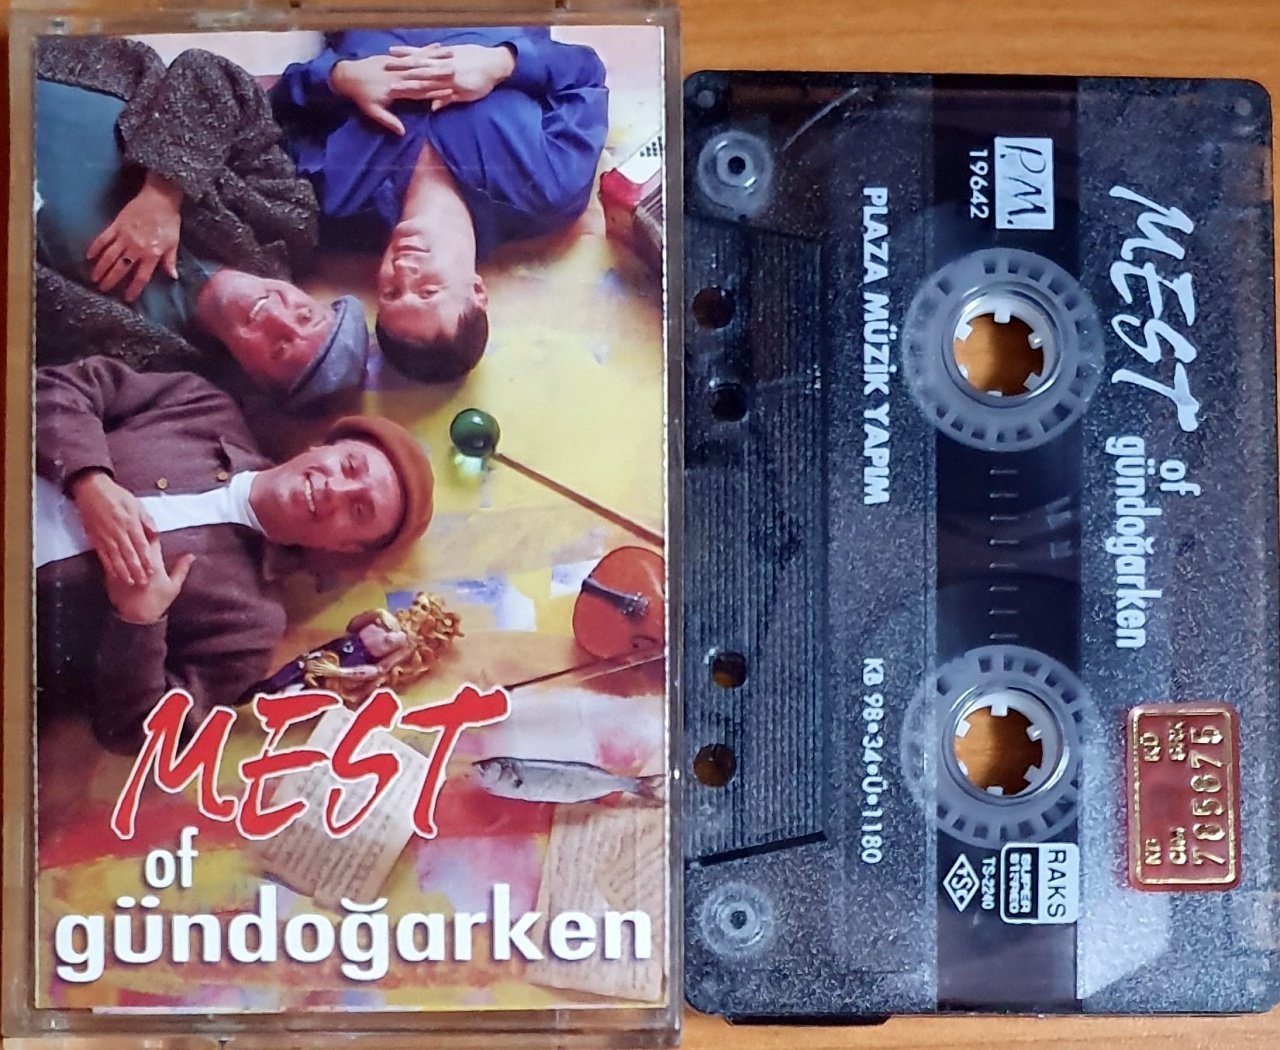 MEST
of
gündoğarken
MEST
of
gündoğarken
P.M.
19642
PLAZA MÜZİK YAPIM
KB•98•34•Ü•1180
RAKS
SUPER
STEREO
TS-2240
TSE
705875